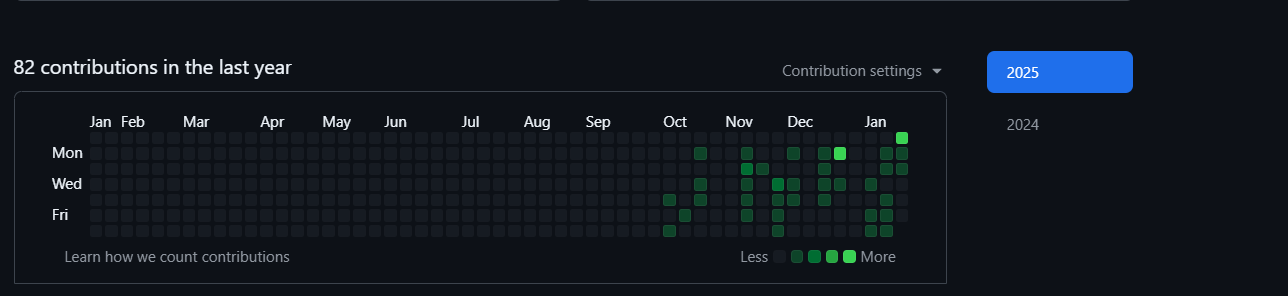 82 contributions in the last year
Contribution settings
2025
2024
Jan Feb Mar Apr May Jun Jul Aug Sep Oct Nov Dec Jan
Mon
Wed
Fri
Learn how we count contributions
Less More